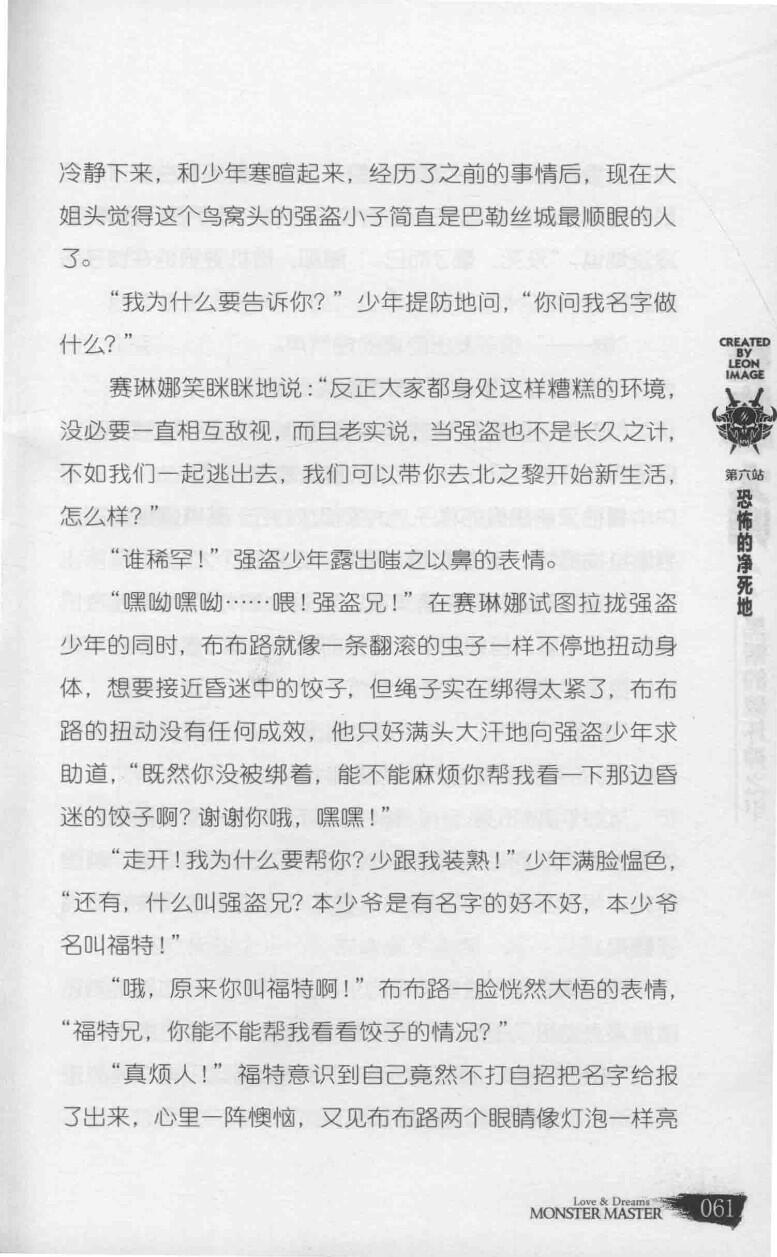 冷静下来，和少年寒暄起来，经历了之前的事情后，现在大
姐头觉得这个鸟窝头的强盗小子简直是巴勒丝城最顺眼的人
了。
“我为什么要告诉你？”少年提防地问，“你问我名字做
什么？”
赛琳娜笑眯眯地说：“反正大家都身处这样糟糕的环境，
没必要一直相互敌视，而且老实说，当强盗也不是长久之计，
不如我们一起逃出去，我们可以带你去北之黎开始新生活，
怎么样？”
“谁稀罕！”强盗少年露出嗤之以鼻的表情。
“嘿呦嘿呦……喂！强盗兄！”在赛琳娜试图拉拢强盗
少年的同时，布布路就像一条翻滚的虫子一样不停地扭动身
体，想要接近昏迷中的饺子，但绳子实在绑得太紧了，布布
路的扭动没有任何成效，他只好满头大汗地向强盗少年求
助道，“既然你没被绑着，能不能麻烦你帮我看一下那边昏
迷的饺子啊？谢谢你哦，嘿嘿！”
“走开！我为什么要帮你？少跟我装熟！”少年满脸愠色，
“还有，什么叫强盗兄？本少爷是有名字的好不好，本少爷
名叫福特！”
“哦，原来你叫福特啊！”布布路一脸恍然大悟的表情，
“福特兄，你能不能帮我看看饺子的情况？”
“真烦人！”福特意识到自己竟然不打自招把名字给报
了出来，心里一阵懊恼，又见布布路两个眼睛像灯泡一样亮
CREATED
BY
LEON
IMAGE
第六站
恐怖的净死地
Love & Dreams
MONSTER MASTER
061